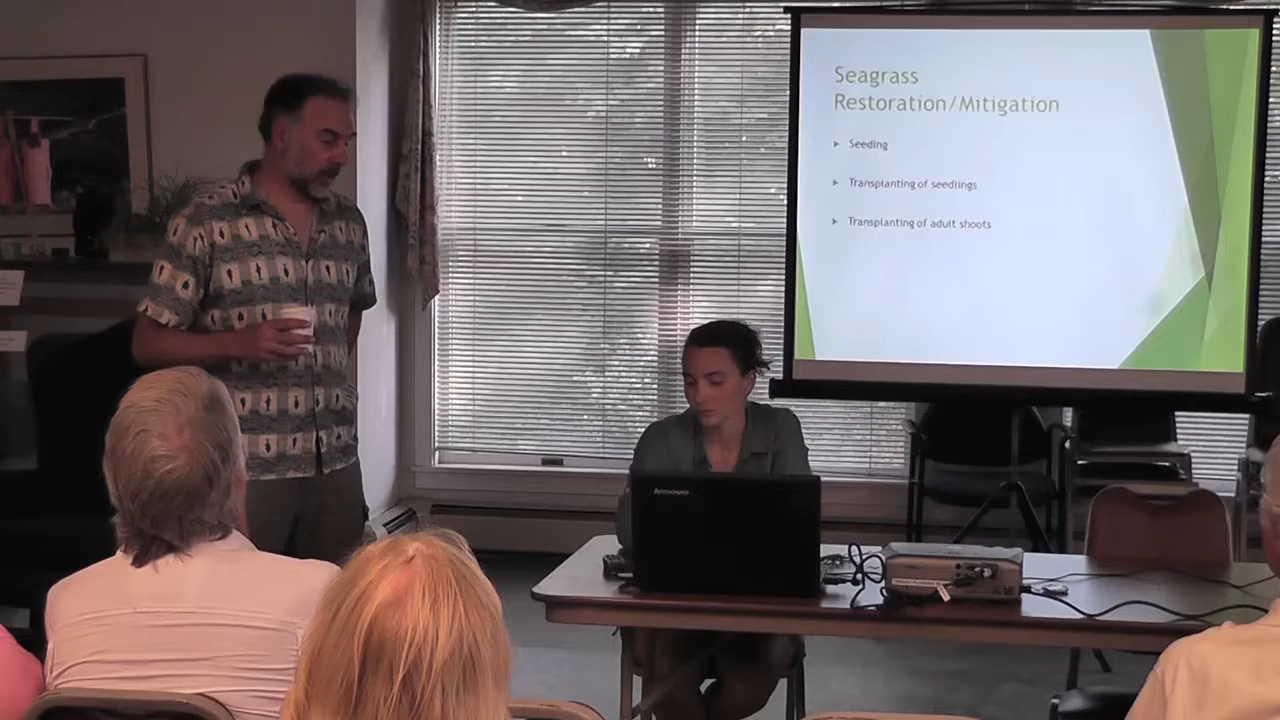 Seagrass
Restoration/Mitigation
Seeding
Transplanting of seedlings
Transplanting of adult shoots
lenovo